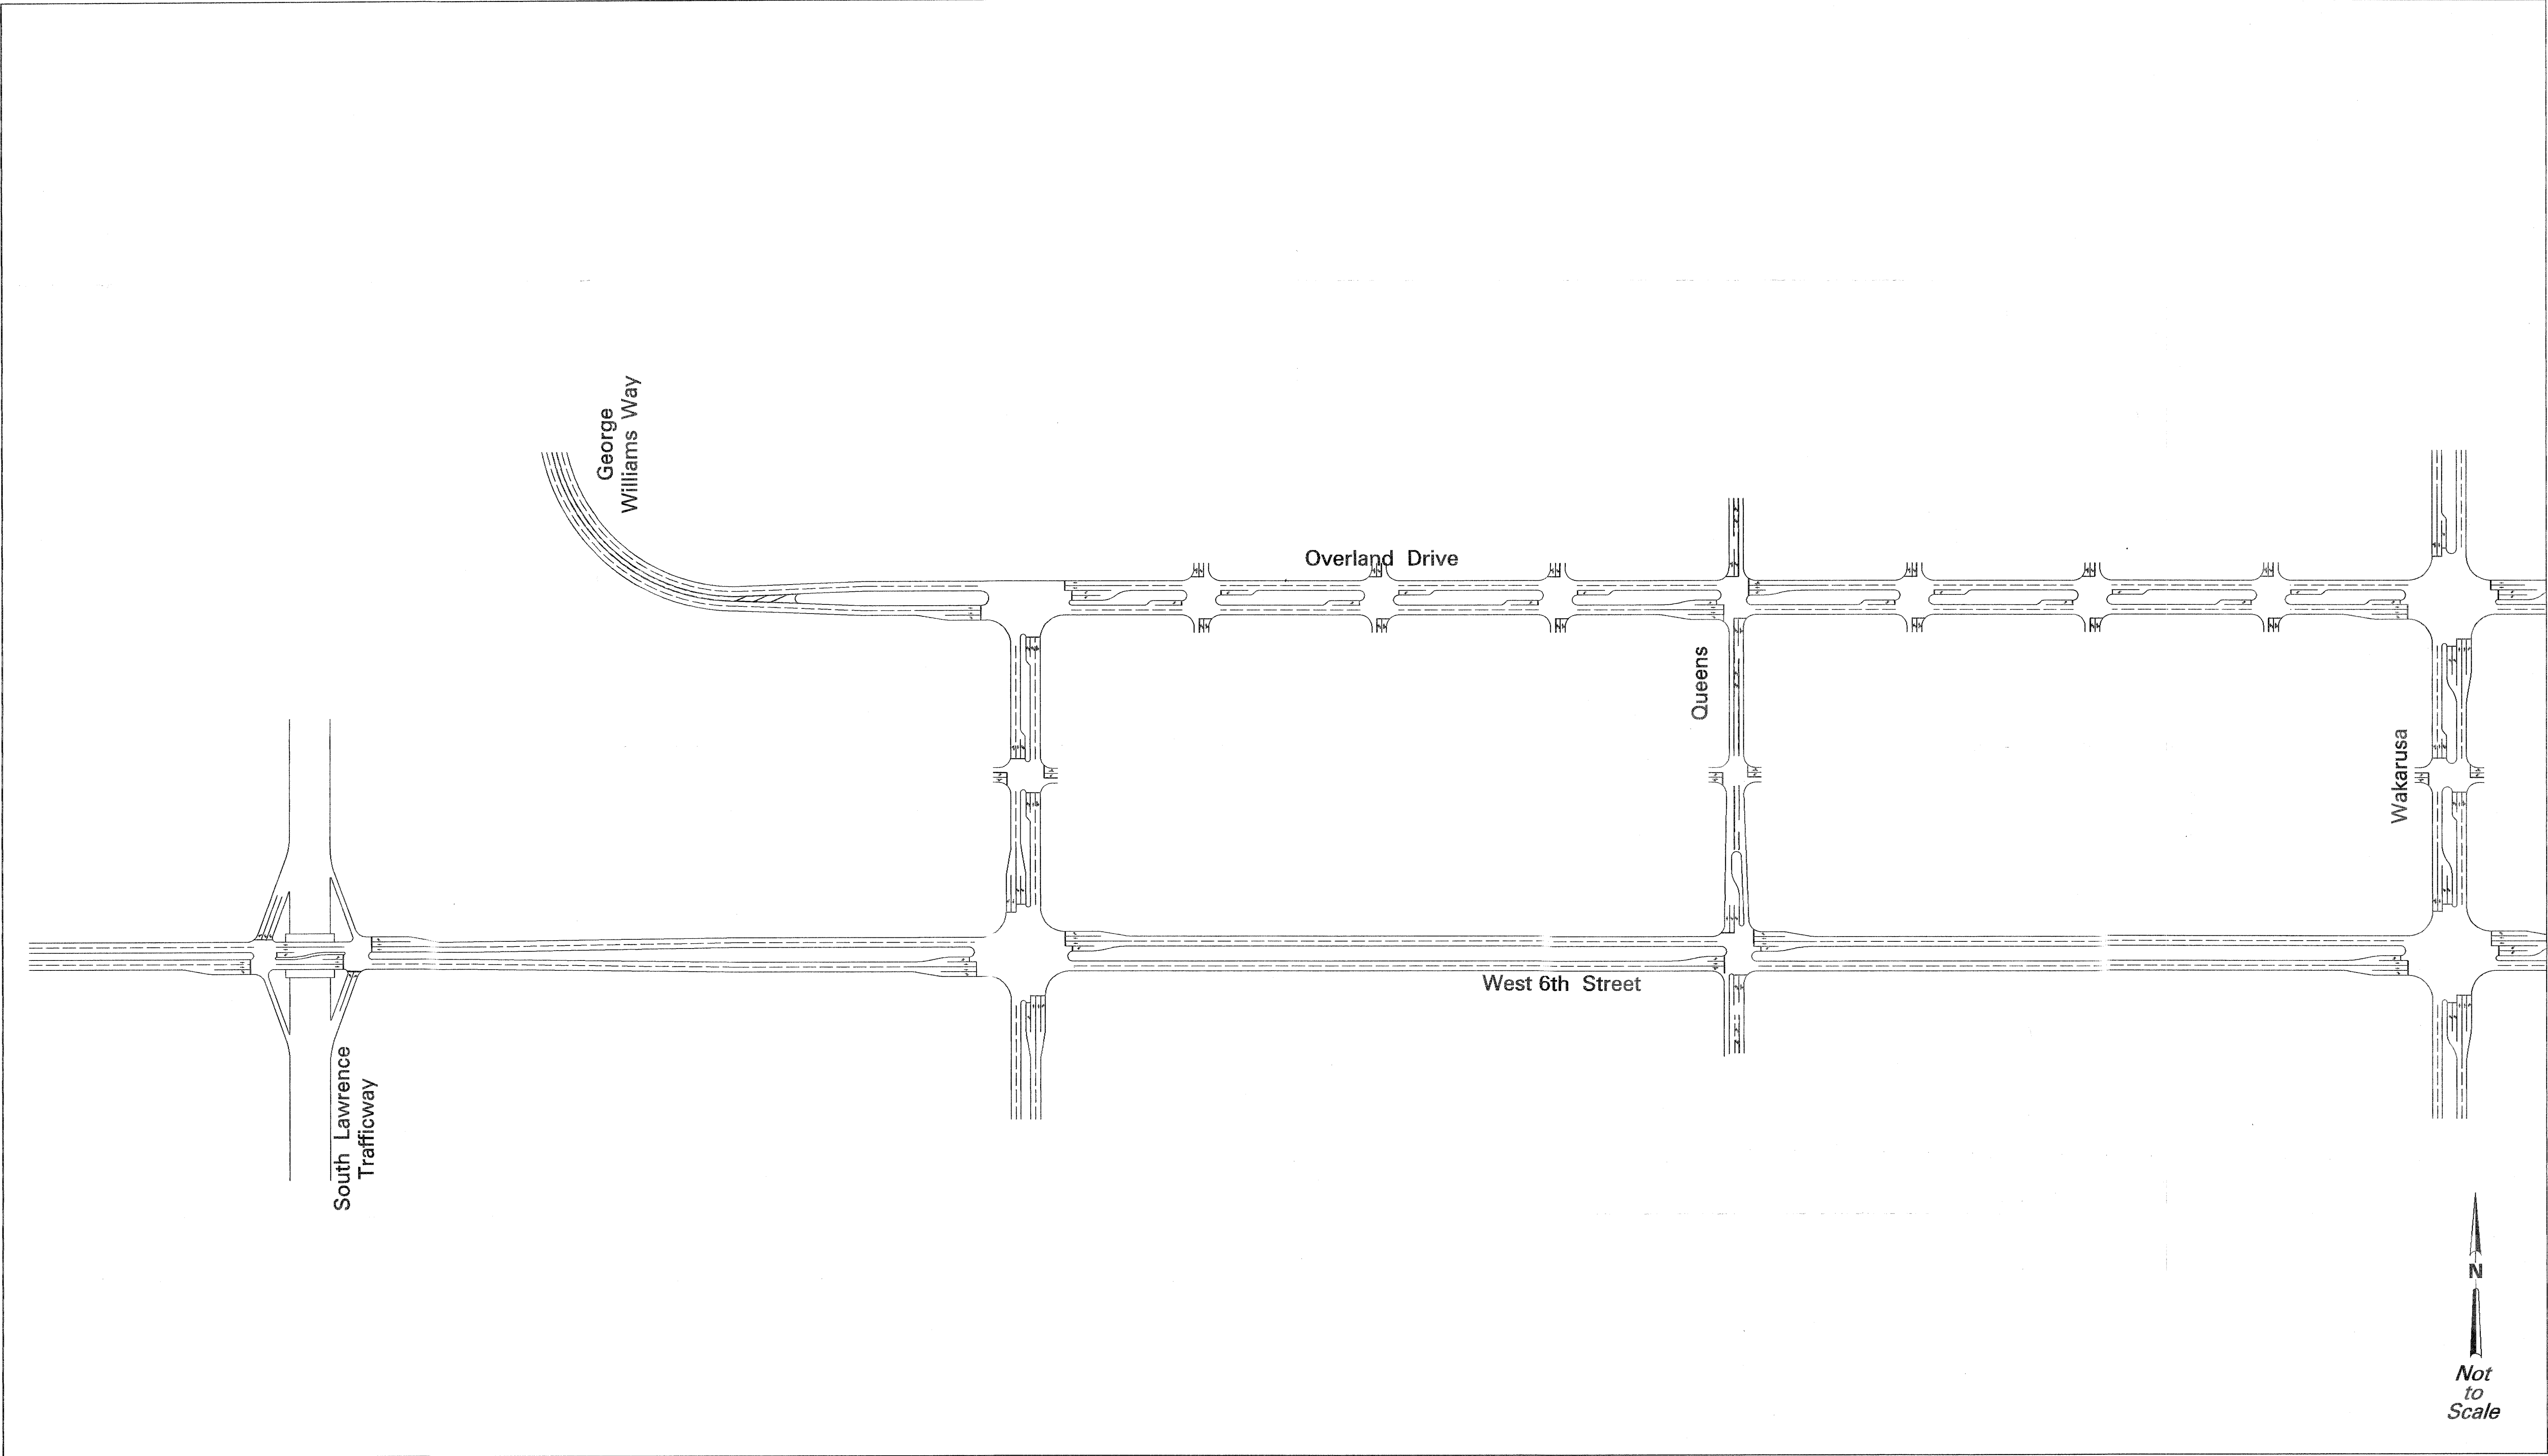 George
Williams Way
Overland Drive
Queens
Wakarusa
West 6th Street
South Lawrence
Trafficway
N
Not
to
Scale